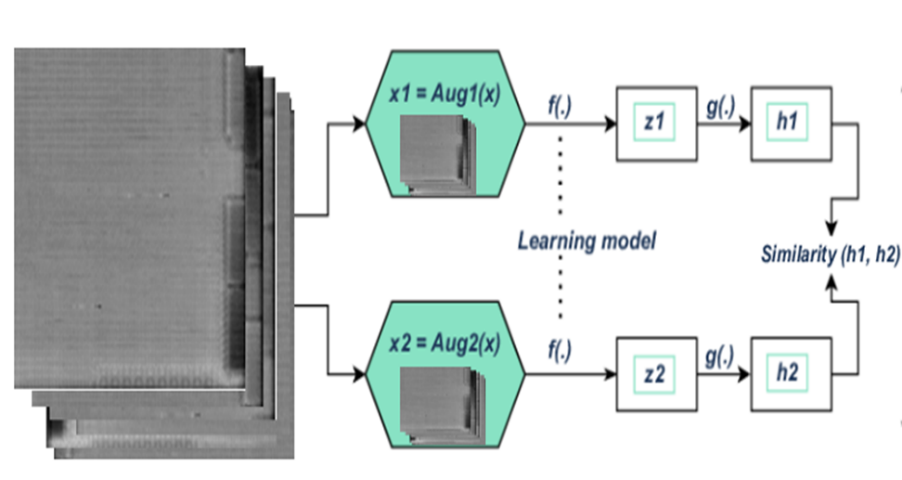 x1 = Aug1(x)
f(.)
z1
g(.)
h1
Learning model
Similarity (h1, h2)
x2 = Aug2(x)
f(.)
z2
g(.)
h2